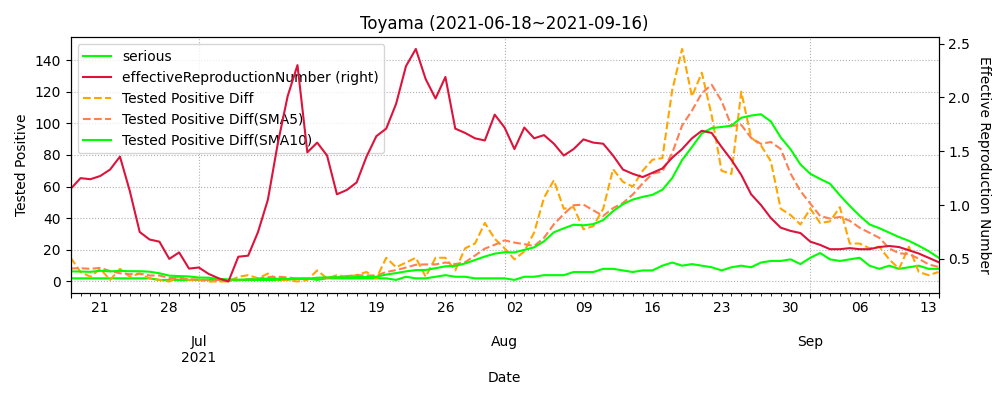 Toyama (2021-06-18~2021-09-16)
serious
effectiveReproductionNumber (right)
Tested Positive Diff
Tested Positive Diff(SMA5)
Tested Positive Diff(SMA10)
Tested Positive
140
120
100
80
60
40
20
0
2.5
2.0
1.5
1.0
0.5
Effective Reproduction Number
21 28 05 12 19 26 02 09 16 23 30 06 13
Jul Aug Sep
2021
Date